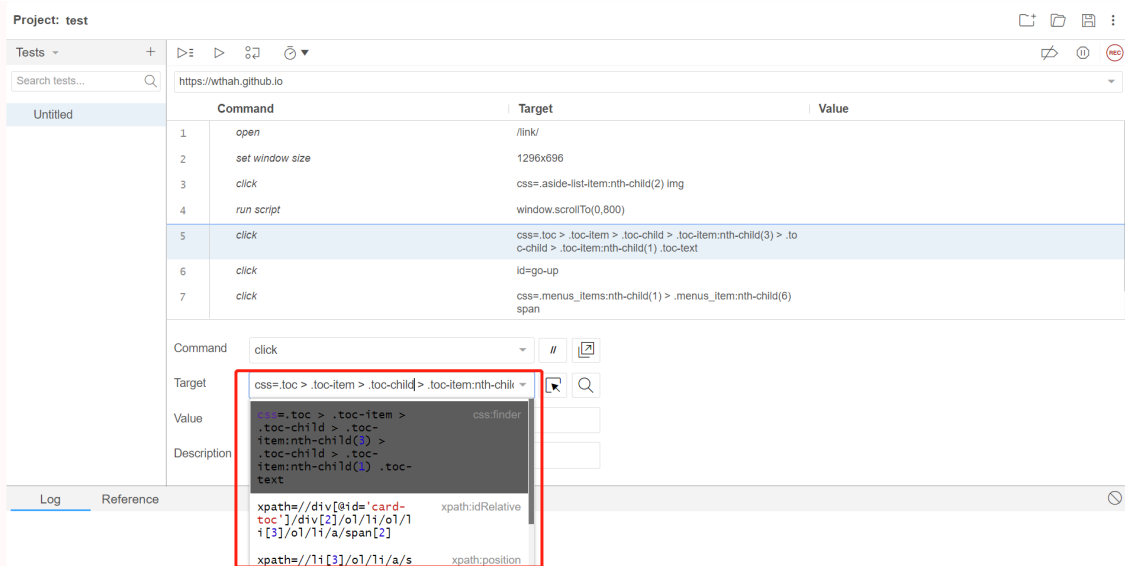 Project: test
Tests
Search tests...
REC
https://wthah.github.io
Untitled
Command Target Value
1 open /link/
2 set window size 1296x696
3 click css=.aside-list-item:nth-child(2) img
4 run script window.scrollTo(0,800)
5 click css=.toc > .toc-item > .toc-child > .toc-item:nth-child(3) > .to
c-child > .toc-item:nth-child(1) .toc-text
6 click id=go-up
7 click css=.menus_items:nth-child(1) > .menus_item:nth-child(6)
span
Command click //
Target css=.toc > .toc-item > .toc-child > .toc-item:nth-chil
Value
Description
css=.toc > .toc-item > css:finder
.toc-child > .toc-
item:nth-child(3) >
.toc-child > .toc-
item:nth-child(1) .toc-
text
xpath=//div[@id='card- xpath:idRelative
toc']/div[2]/ol/li/ol/l
i[3]/ol/li/a/span[2]
xpath=//li[3]/ol/li/a/s xpath:position
Log Reference